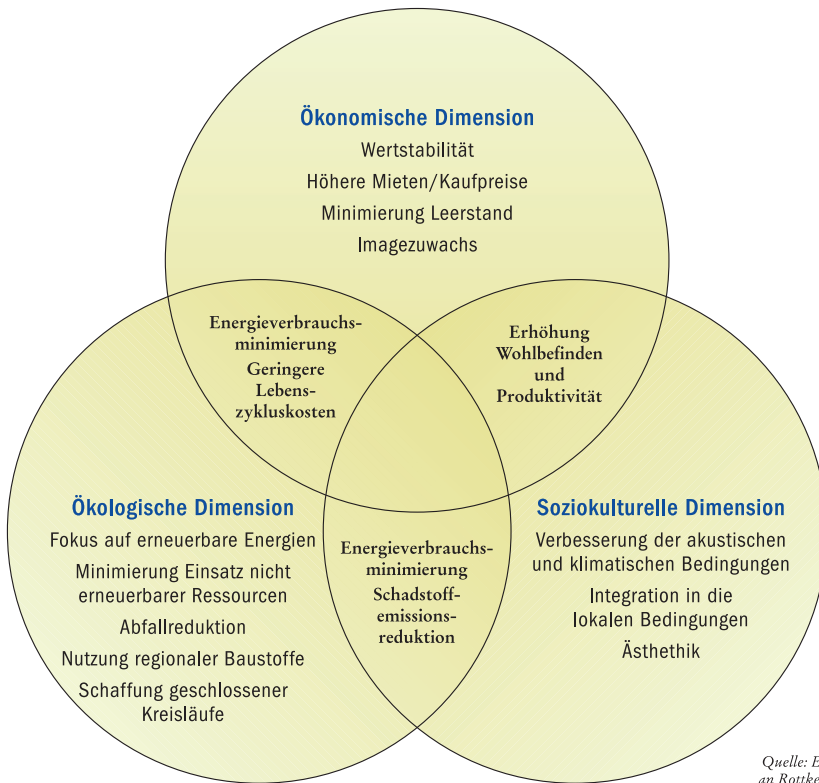 Ökonomische Dimension
Wertstabilität
Höhere Mieten/Kaufpreise
Minimierung Leerstand
Imagezuwachs
Energieverbrauchs-
minimierung
Geringere
Lebens-
zykluskosten
Erhöhung
Wohlbefinden
und
Produktivität
Ökologische Dimension
Fokus auf erneuerbare Energien
Minimierung Einsatz nicht
erneuerbarer Ressourcen
Abfallreduktion
Nutzung regionaler Baustoffe
Schaffung geschlossener
Kreisläufe
Energieverbrauchs-
minimierung
Schadstoff-
emissions-
reduktion
Soziokulturelle Dimension
Verbesserung der akustischen
und klimatischen Bedingungen
Integration in die
lokalen Bedingungen
Ästhethik
Quelle:
an